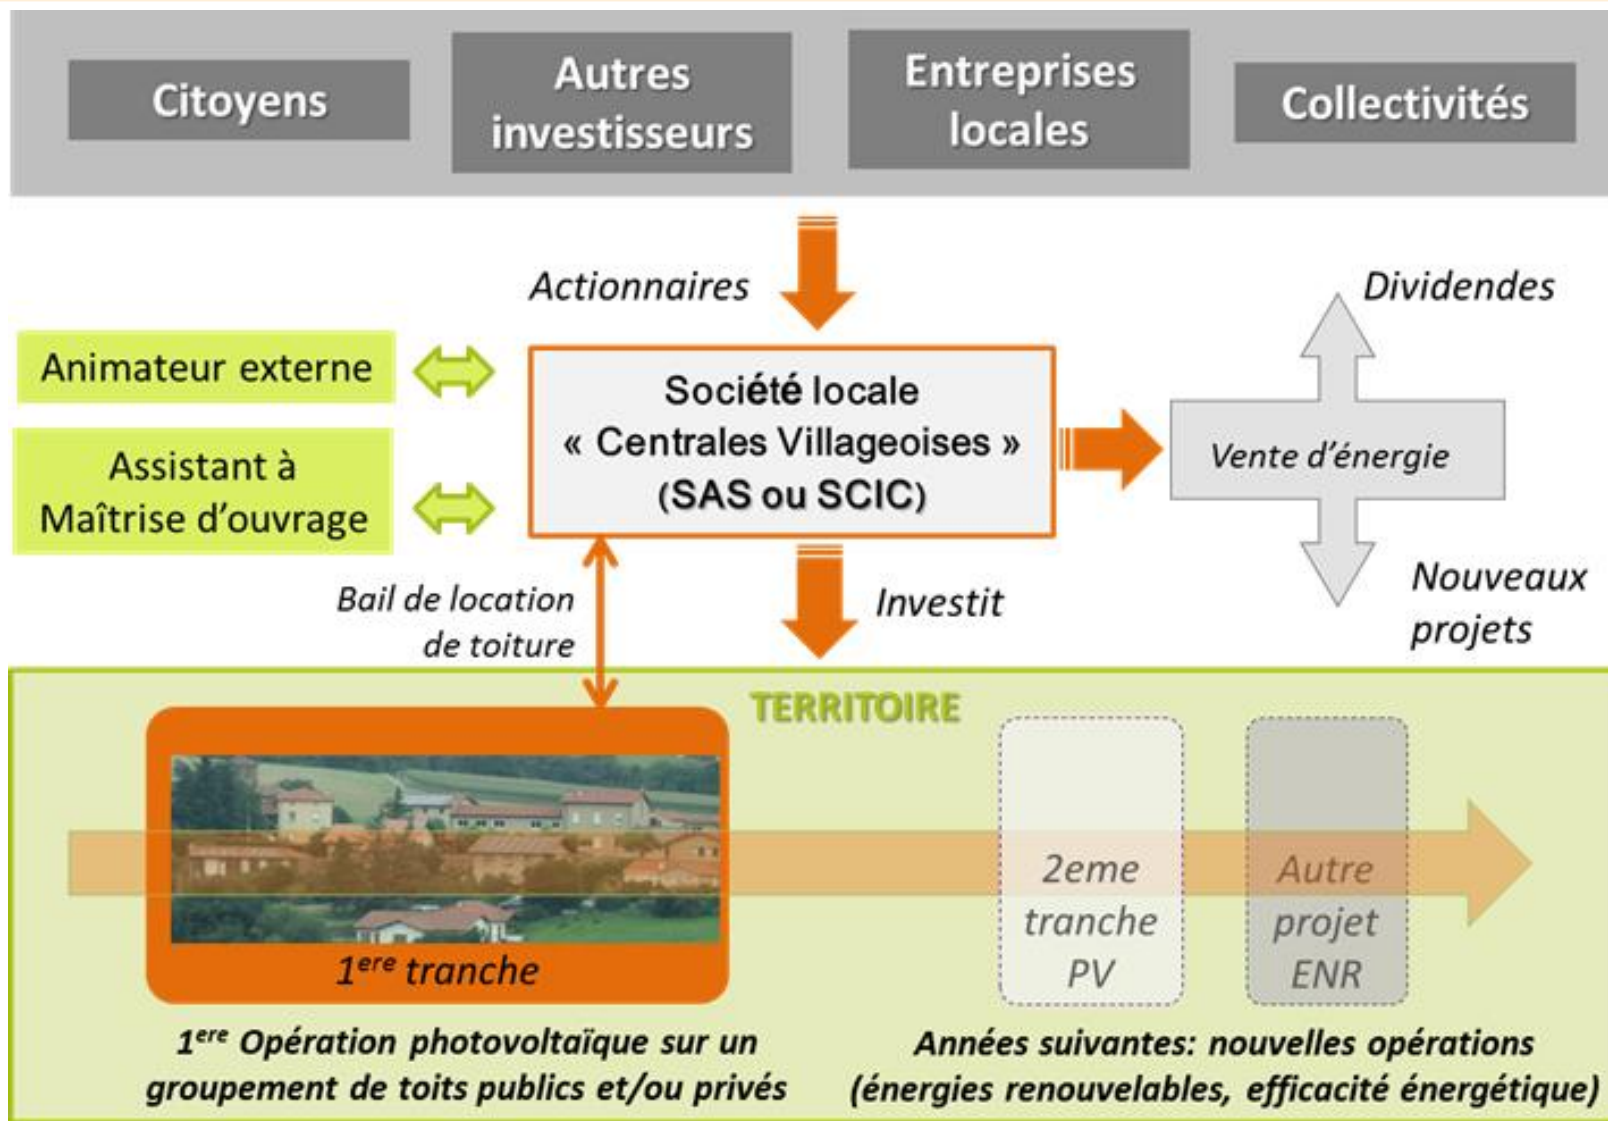 Citoyens
Autres
investisseurs
Entreprises
locales
Collectivités
Actionnaires
Dividendes
Animateur externe
Société locale
« Centrales Villageoises »
(SAS ou SCIC)
Vente d'énergie
Assistant à
Maîtrise d'ouvrage
Bail de location
de toiture
Investit
Nouveaux
projets
TERRITOIRE
1ere tranche
2eme
tranche
PV
Autre
projet
ENR
1ere Opération photovoltaïque sur un
groupement de toits publics et/ou privés
Années suivantes: nouvelles opérations
(énergies renouvelables, efficacité énergétique)